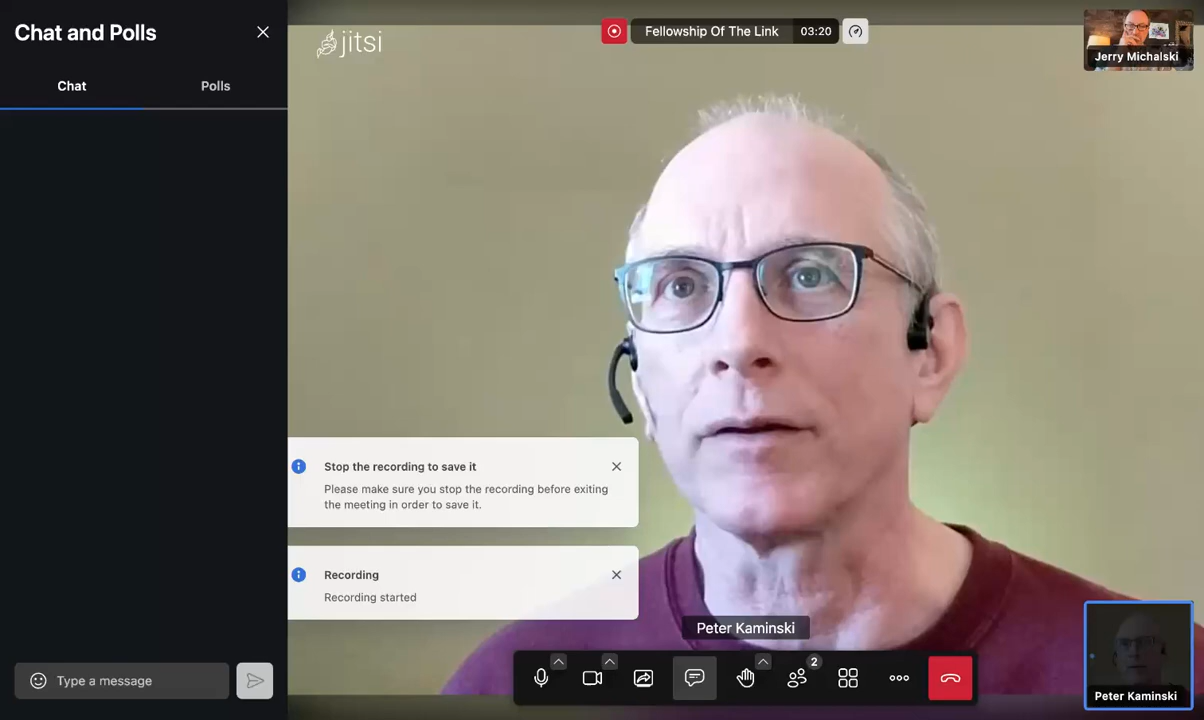 Chat and Polls
Chat
Polls
Type a message
jitsi
Fellowship Of The Link
03:20
Jerry Michalski
Stop the recording to save it
Please make sure you stop the recording before exiting
the meeting in order to save it.
Recording
Recording started
Peter Kaminski
2
Peter Kaminski